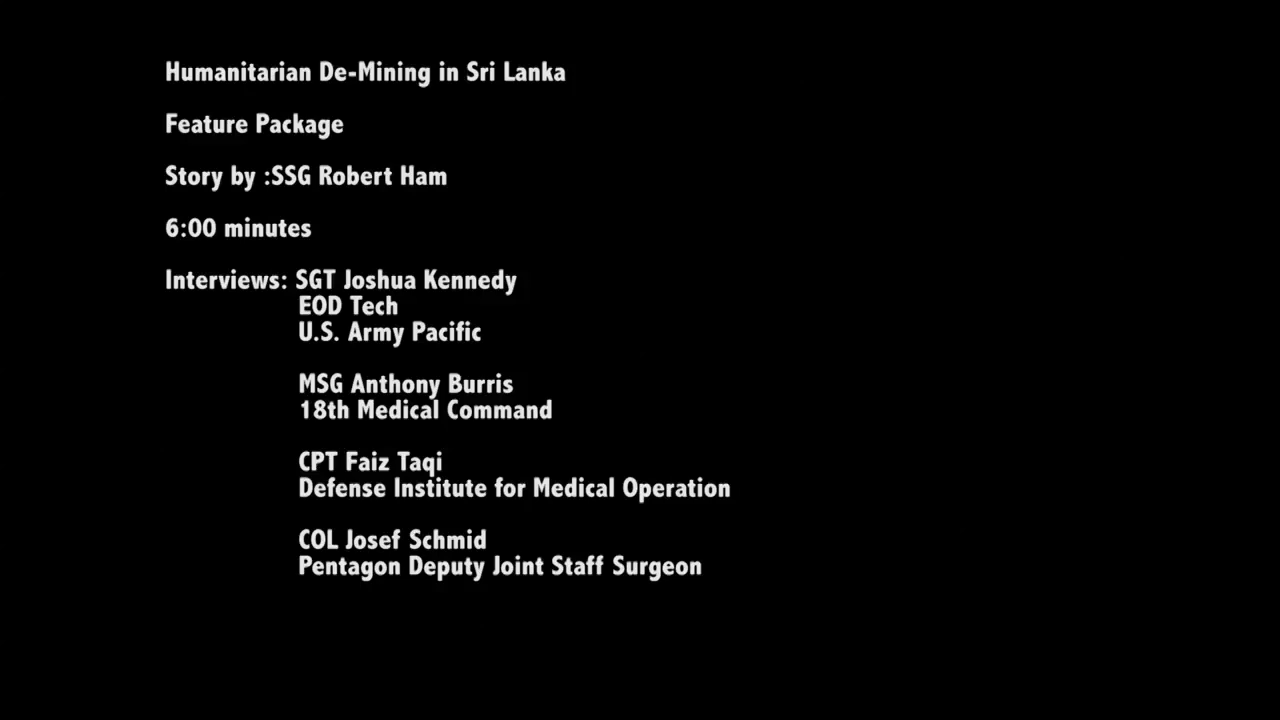 Humanitarian De-Mining in Sri Lanka
Feature Package
Story by :SSG Robert Ham
6:00 minutes
Interviews: SGT Joshua Kennedy
EOD Tech
U.S. Army Pacific
MSG Anthony Burris
18th Medical Command
CPT Faiz Taqi
Defense Institute for Medical Operation
COL Josef Schmid
Pentagon Deputy Joint Staff Surgeon